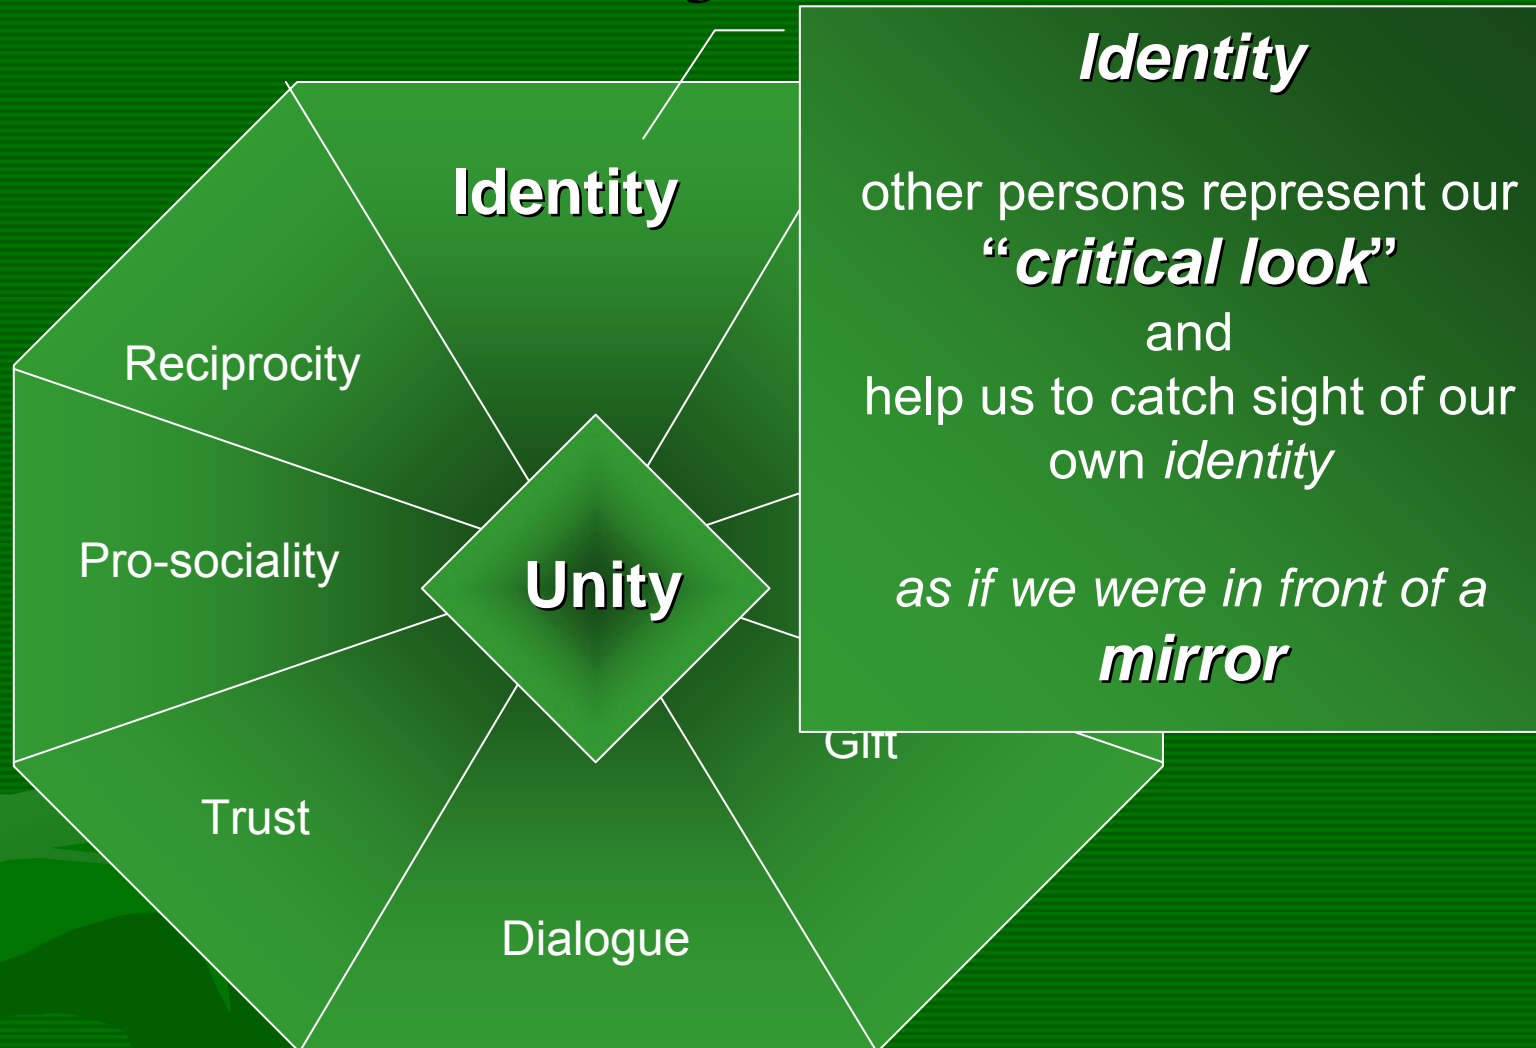 Identity
other persons represent our
“critical look”
and
help us to catch sight of our
own identity
as if we were in front of a
mirror
Identity
Reciprocity
Pro-sociality
Unity
Gift
Trust
Dialogue